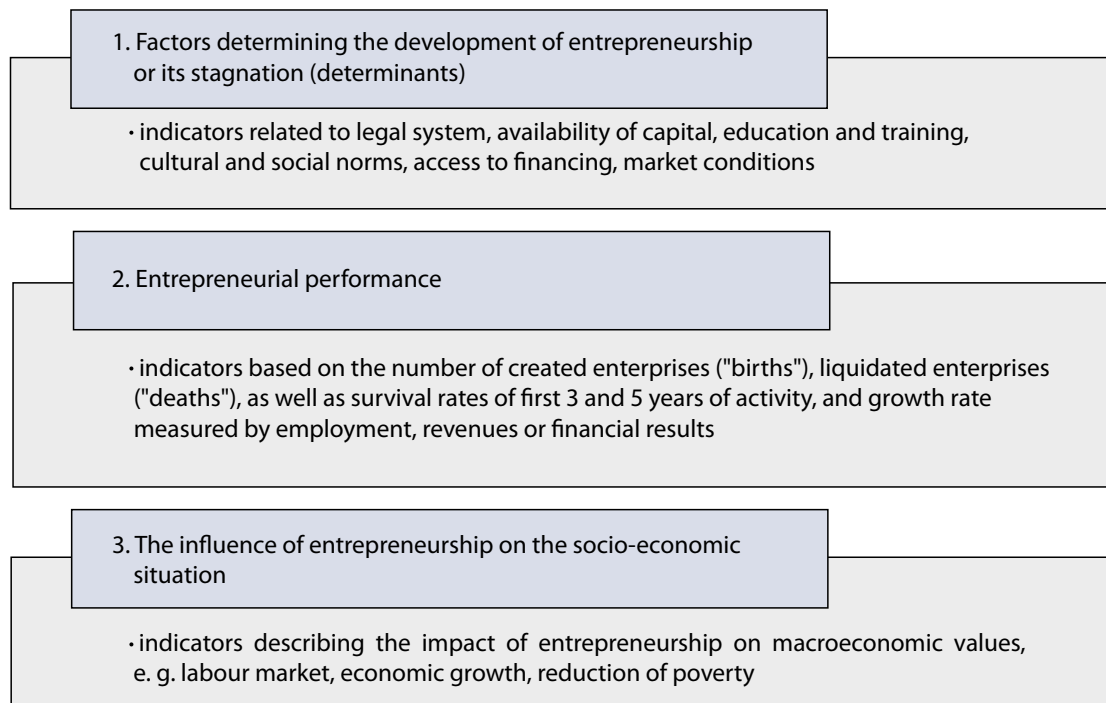 1. Factors determining the development of entrepreneurship
or its stagnation (determinants)
· indicators related to legal system, availability of capital, education and training,
cultural and social norms, access to financing, market conditions
2. Entrepreneurial performance
· indicators based on the number of created enterprises ("births"), liquidated enterprises
("deaths"), as well as survival rates of first 3 and 5 years of activity, and growth rate
measured by employment, revenues or financial results
3. The influence of entrepreneurship on the socio-economic
situation
· indicators describing the impact of entrepreneurship on macroeconomic values,
e. g. labour market, economic growth, reduction of poverty